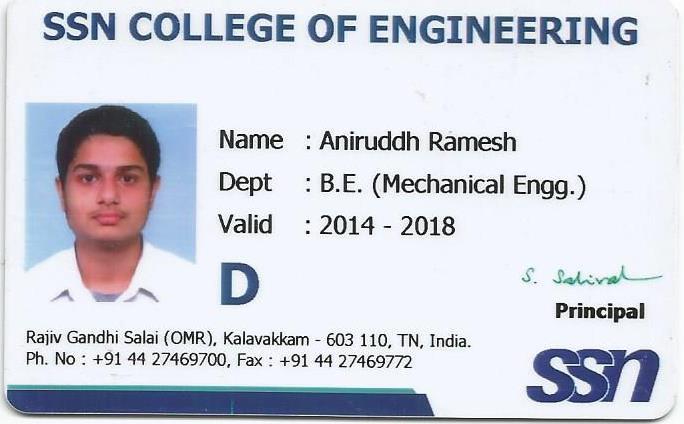 SSN COLLEGE OF ENGINEERING
Name : Aniruddh Ramesh
Dept : B.E. (Mechanical Engg.)
Valid : 2014 - 2018
D
Principal
Rajiv Gandhi Salai (OMR), Kalavakkam - 603 110, TN, India.
Ph. No : +91 44 27469700, Fax : +91 44 27469772
ssn